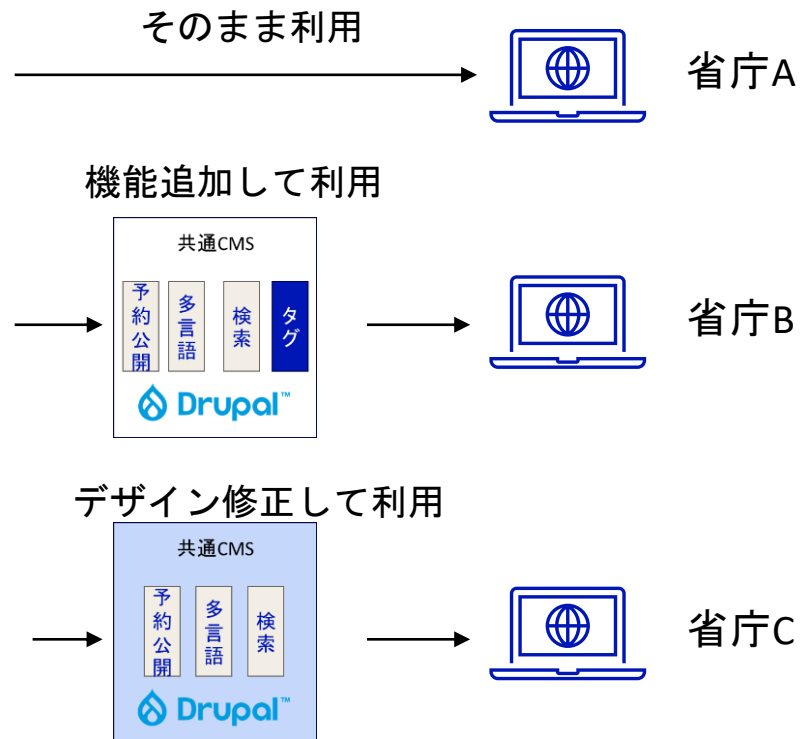 そのまま利用
省庁A
機能追加して利用
共通CMS
予約公開
多言語
検索
タグ
Drupal™
省庁B
デザイン修正して利用
共通CMS
予約公開
多言語
検索
Drupal™
省庁C